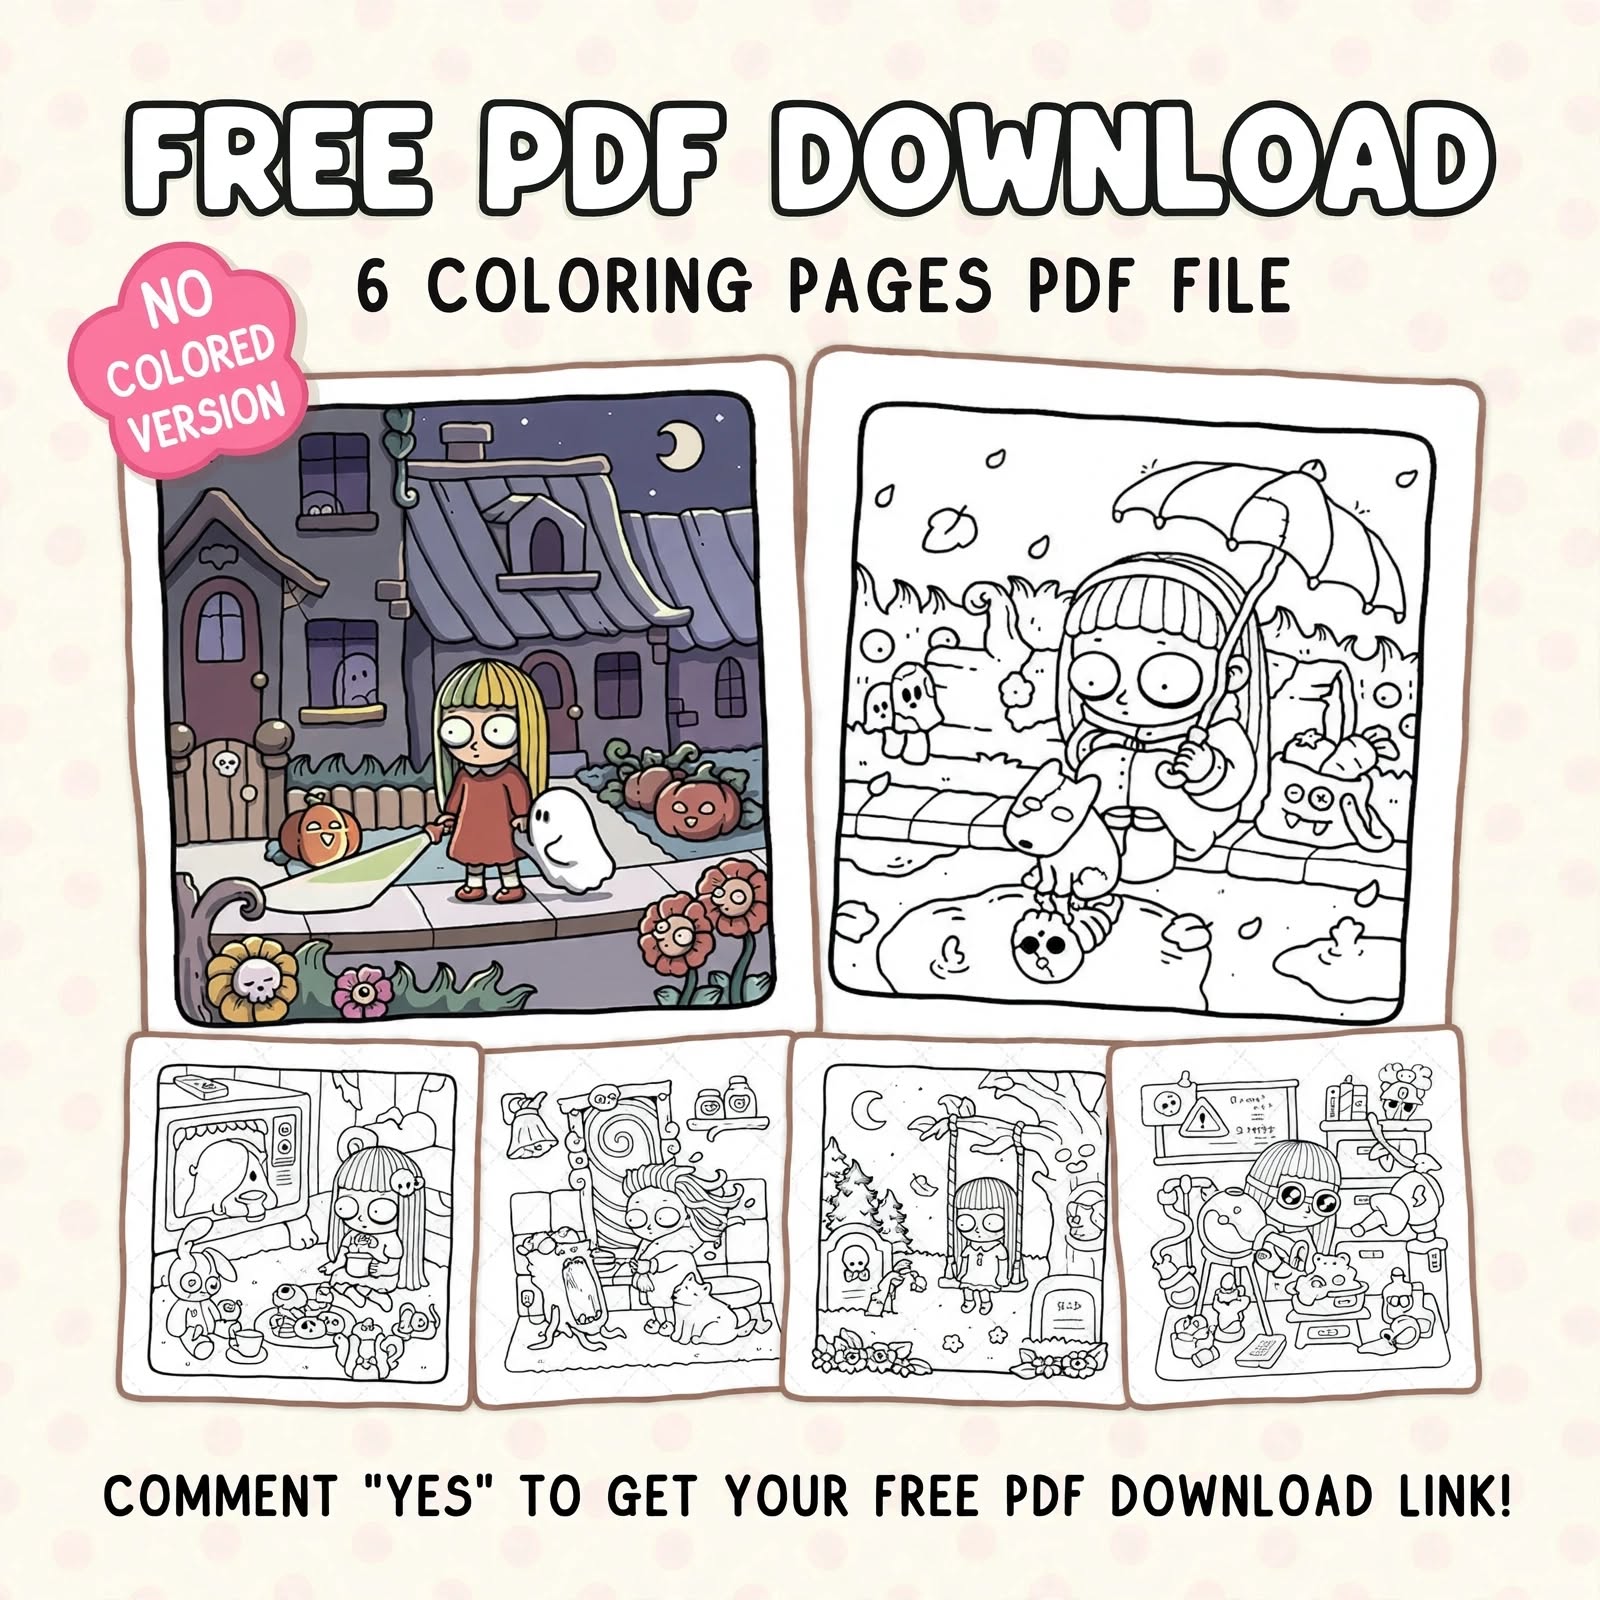 FREE PDF DOWNLOAD
6 COLORING PAGES PDF FILE
NO
COLORED
VERSION
COMMENT "YES" TO GET YOUR FREE PDF DOWNLOAD LINK!